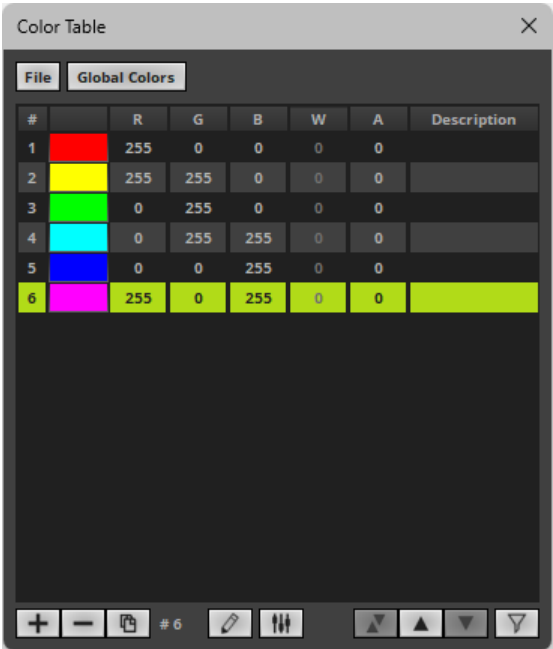 Color Table
File Global Colors
# R G B W A Description
1 255 0 0 0 0
2 255 255 0 0 0
3 0 255 0 0 0
4 0 255 255 0 0
5 0 0 255 0 0
6 255 0 255 0 0
# 6